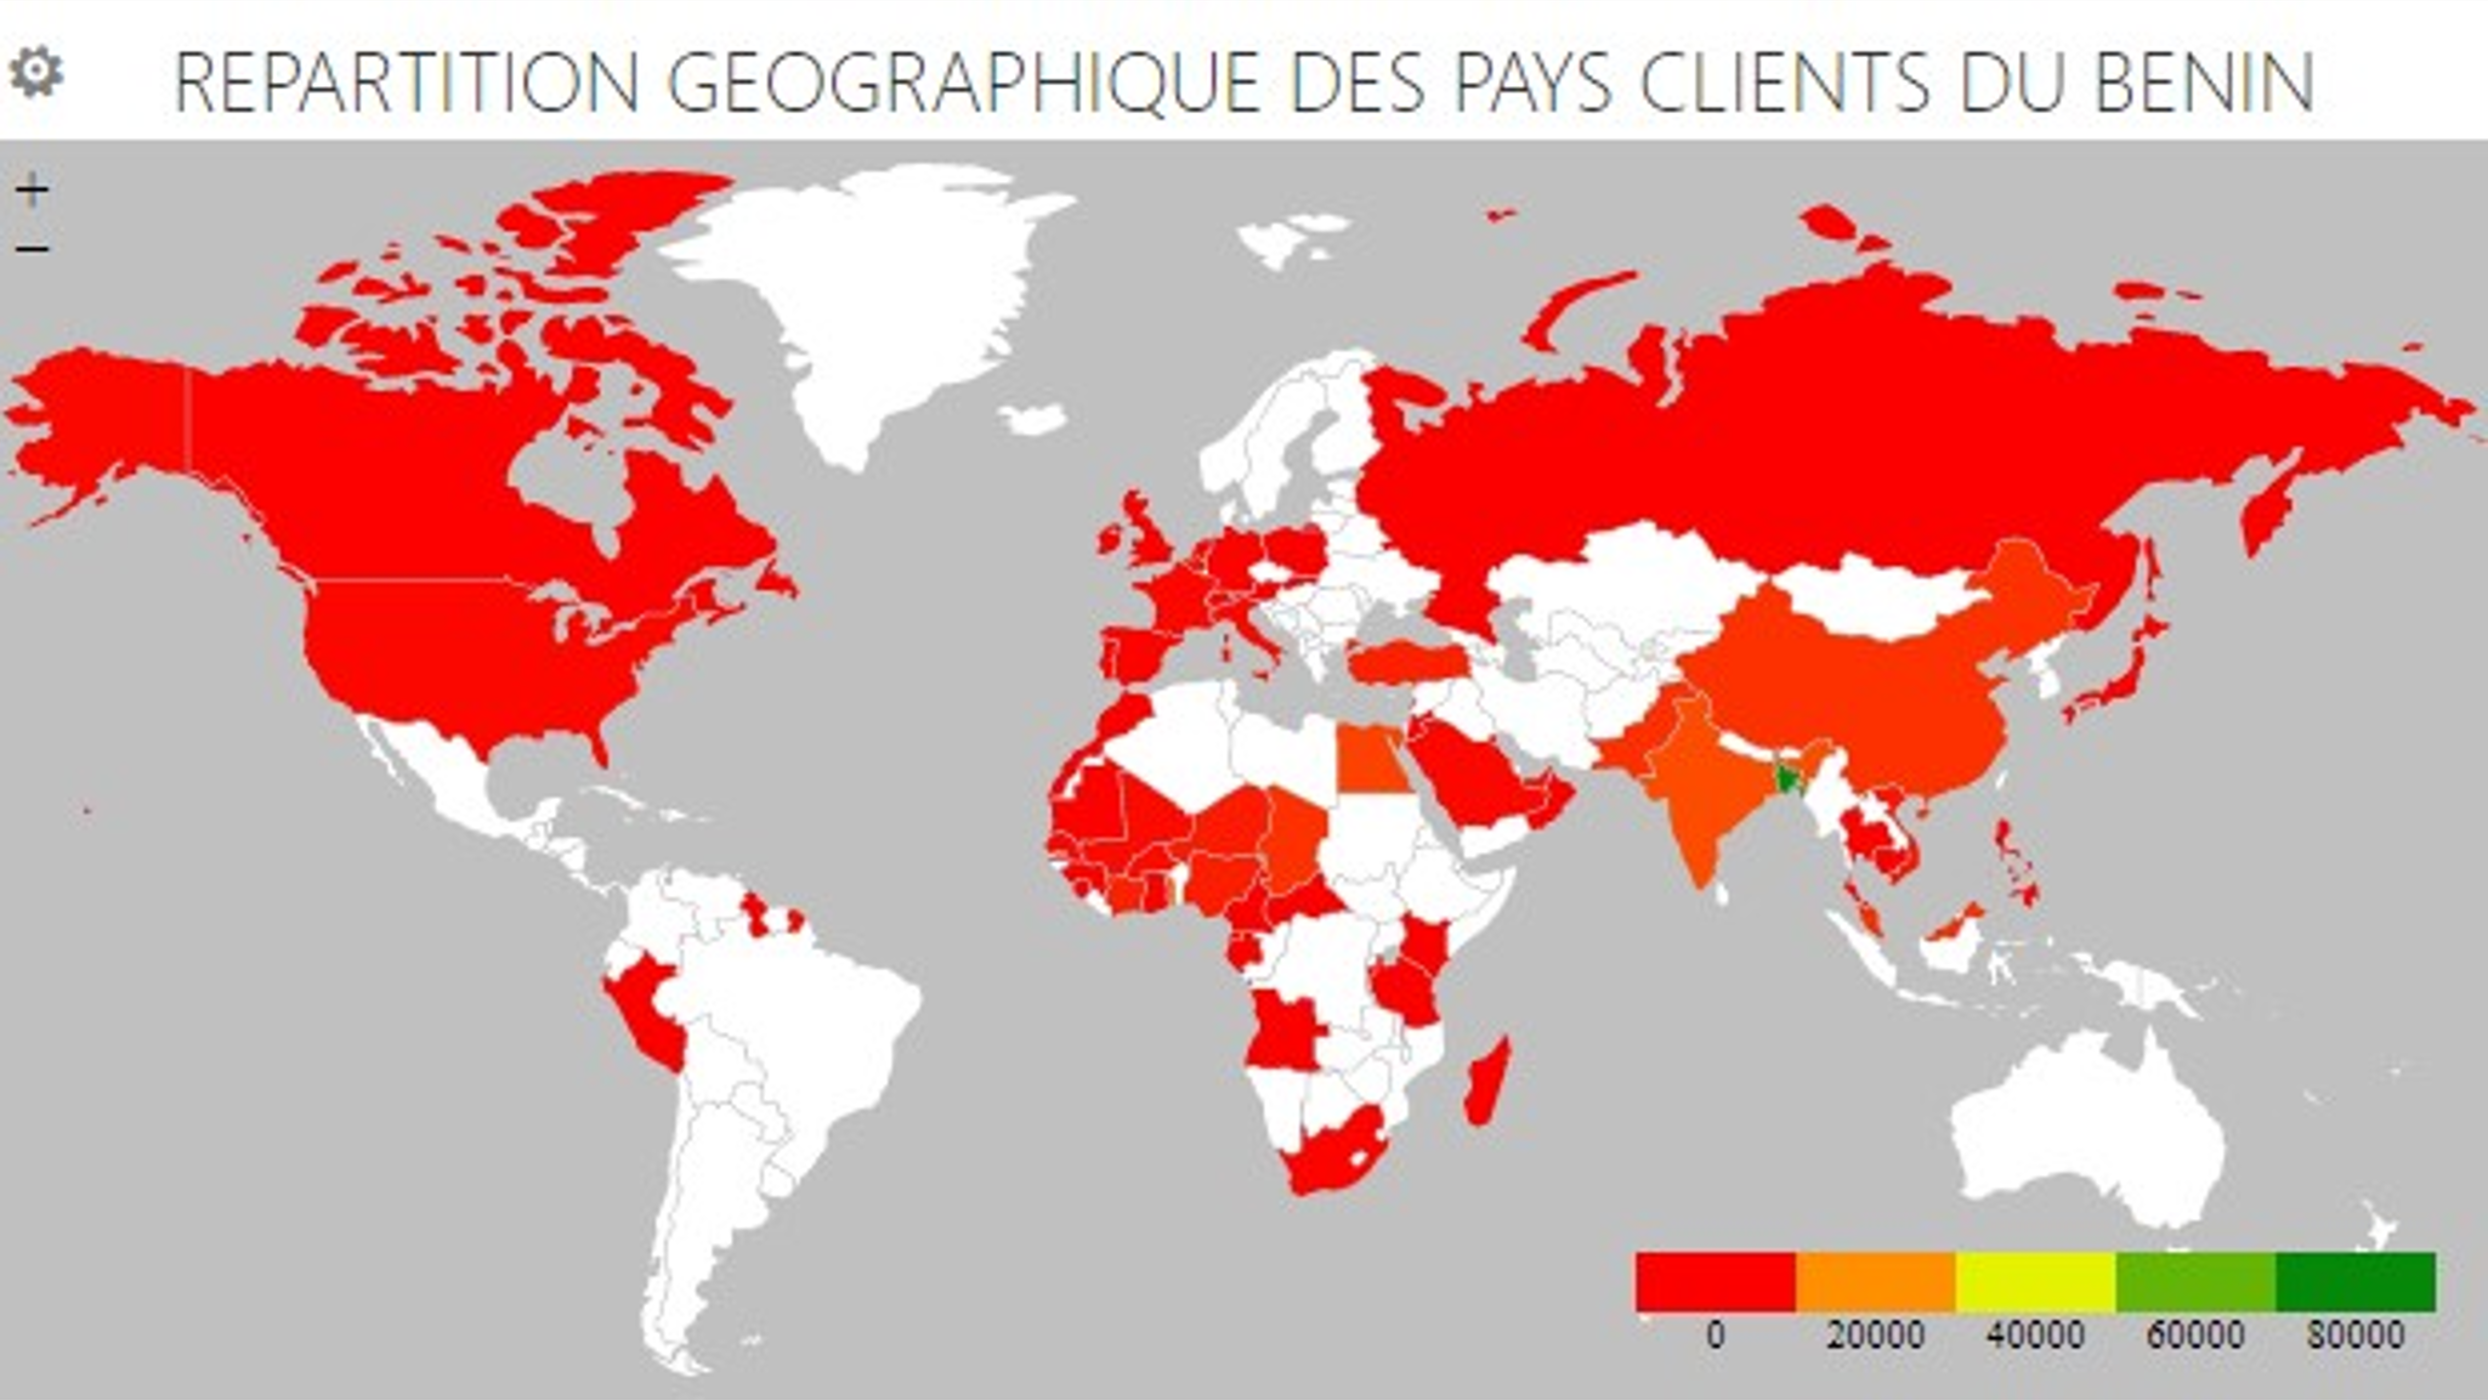 REPARTITION GEOGRAPHIQUE DES PAYS CLIENTS DU BENIN
+
−
0 20000 40000 60000 80000